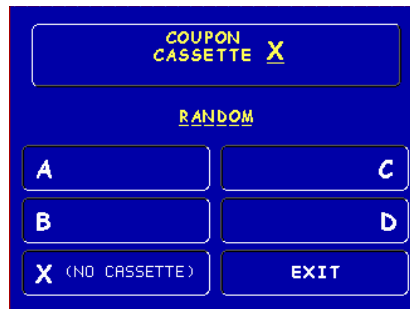 COUPON
CASSETTE X
RANDOM
A C
B D
X (NO CASSETTE) EXIT